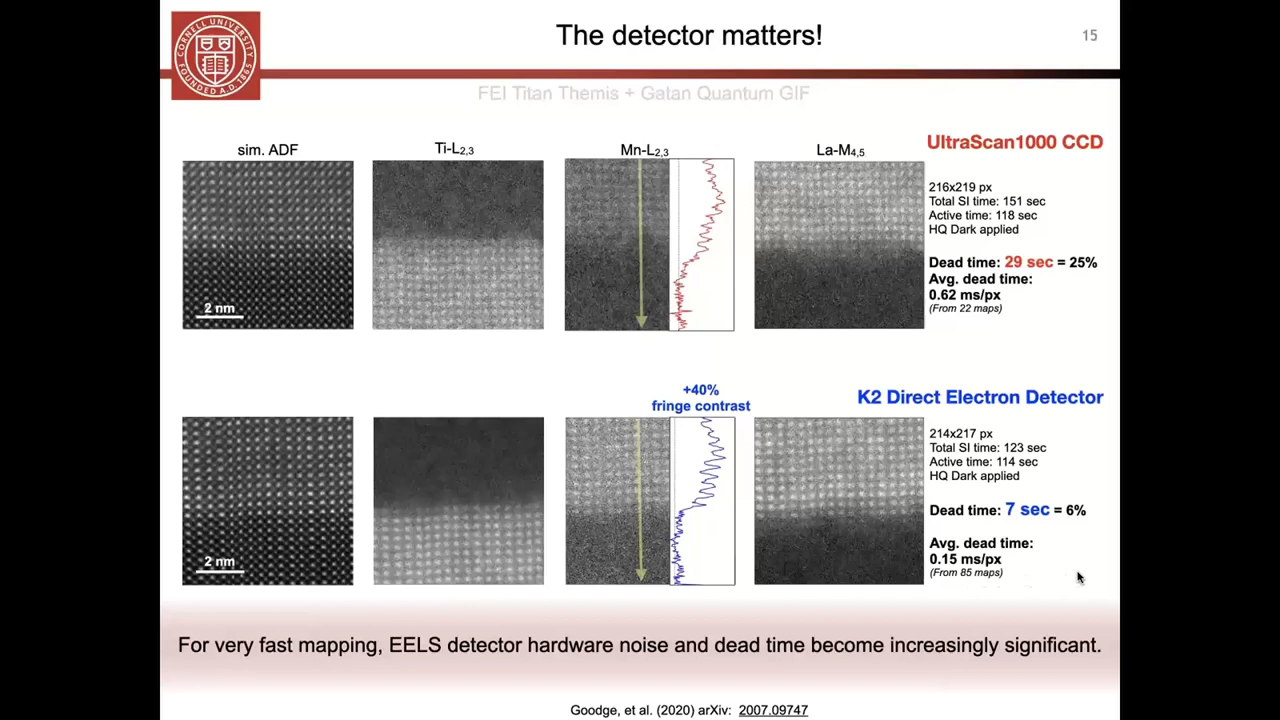 The detector matters!
15
CORNELL UNIVERSITY
FOUNDED A.D. 1865
FEI Titan Themis + Gatan Quantum GIF
sim. ADF
Ti-L2,3
Mn-L2,3
La-M4,5
UltraScan1000 CCD
216x219 px
Total SI time: 151 sec
Active time: 118 sec
HQ Dark applied
Dead time: 29 sec = 25%
Avg. dead time:
0.62 ms/px
(From 22 maps)
2 nm
+40%
fringe contrast
K2 Direct Electron Detector
214x217 px
Total SI time: 123 sec
Active time: 114 sec
HQ Dark applied
Dead time: 7 sec = 6%
Avg. dead time:
0.15 ms/px
(From 85 maps)
2 nm
For very fast mapping, EELS detector hardware noise and dead time become increasingly significant.
Goodge, et al. (2020) arXiv: 2007.09747